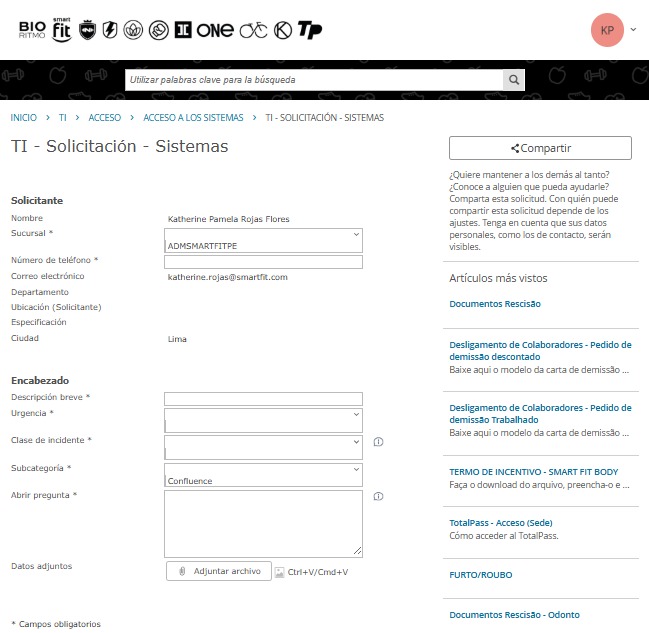 BIO
RITMO
smart
fit
ONE
TP
KP
Utilizar palabras clave para la búsqueda
INICIO > TI > ACCESO > ACCESO A LOS SISTEMAS > TI - SOLICITACIÓN - SISTEMAS
TI - Solicitación - Sistemas
Compartir
¿Quiere mantener a los demás al tanto?
¿Conoce a alguien que pueda ayudarle?
Comparta esta solicitud. Con quién puede
compartir esta solicitud depende de los
ajustes. Tenga en cuenta que sus datos
personales, como los de contacto, serán
visibles.
Solicitante
Nombre Katherine Pamela Rojas Flores
Sucursal * ADMSMARTFITPE
Número de teléfono *
Correo electrónico katherine.rojas@smartfit.com
Departamento
Ubicación (Solicitante)
Especificación
Ciudad Lima
Encabezado
Descripción breve *
Urgencia *
Clase de incidente *
Subcategoría * Confluence
Abrir pregunta *
Datos adjuntos Adjuntar archivo Ctrl+V/Cmd+V
* Campos obligatorios
Artículos más vistos
Documentos Rescisão
Desligamento de Colaboradores - Pedido de
demissão descontado
Baixe aqui o modelo da carta de demissão ...
Desligamento de Colaboradores - Pedido de
demissão Trabalhado
Baixe aqui o modelo da carta de demissão ...
TERMO DE INCENTIVO - SMART FIT BODY
Faça o download do arquivo, preencha-o e ...
TotalPass - Acceso (Sede)
Cómo acceder al TotalPass.
FURTO/ROUBO
Documentos Rescisão - Odonto